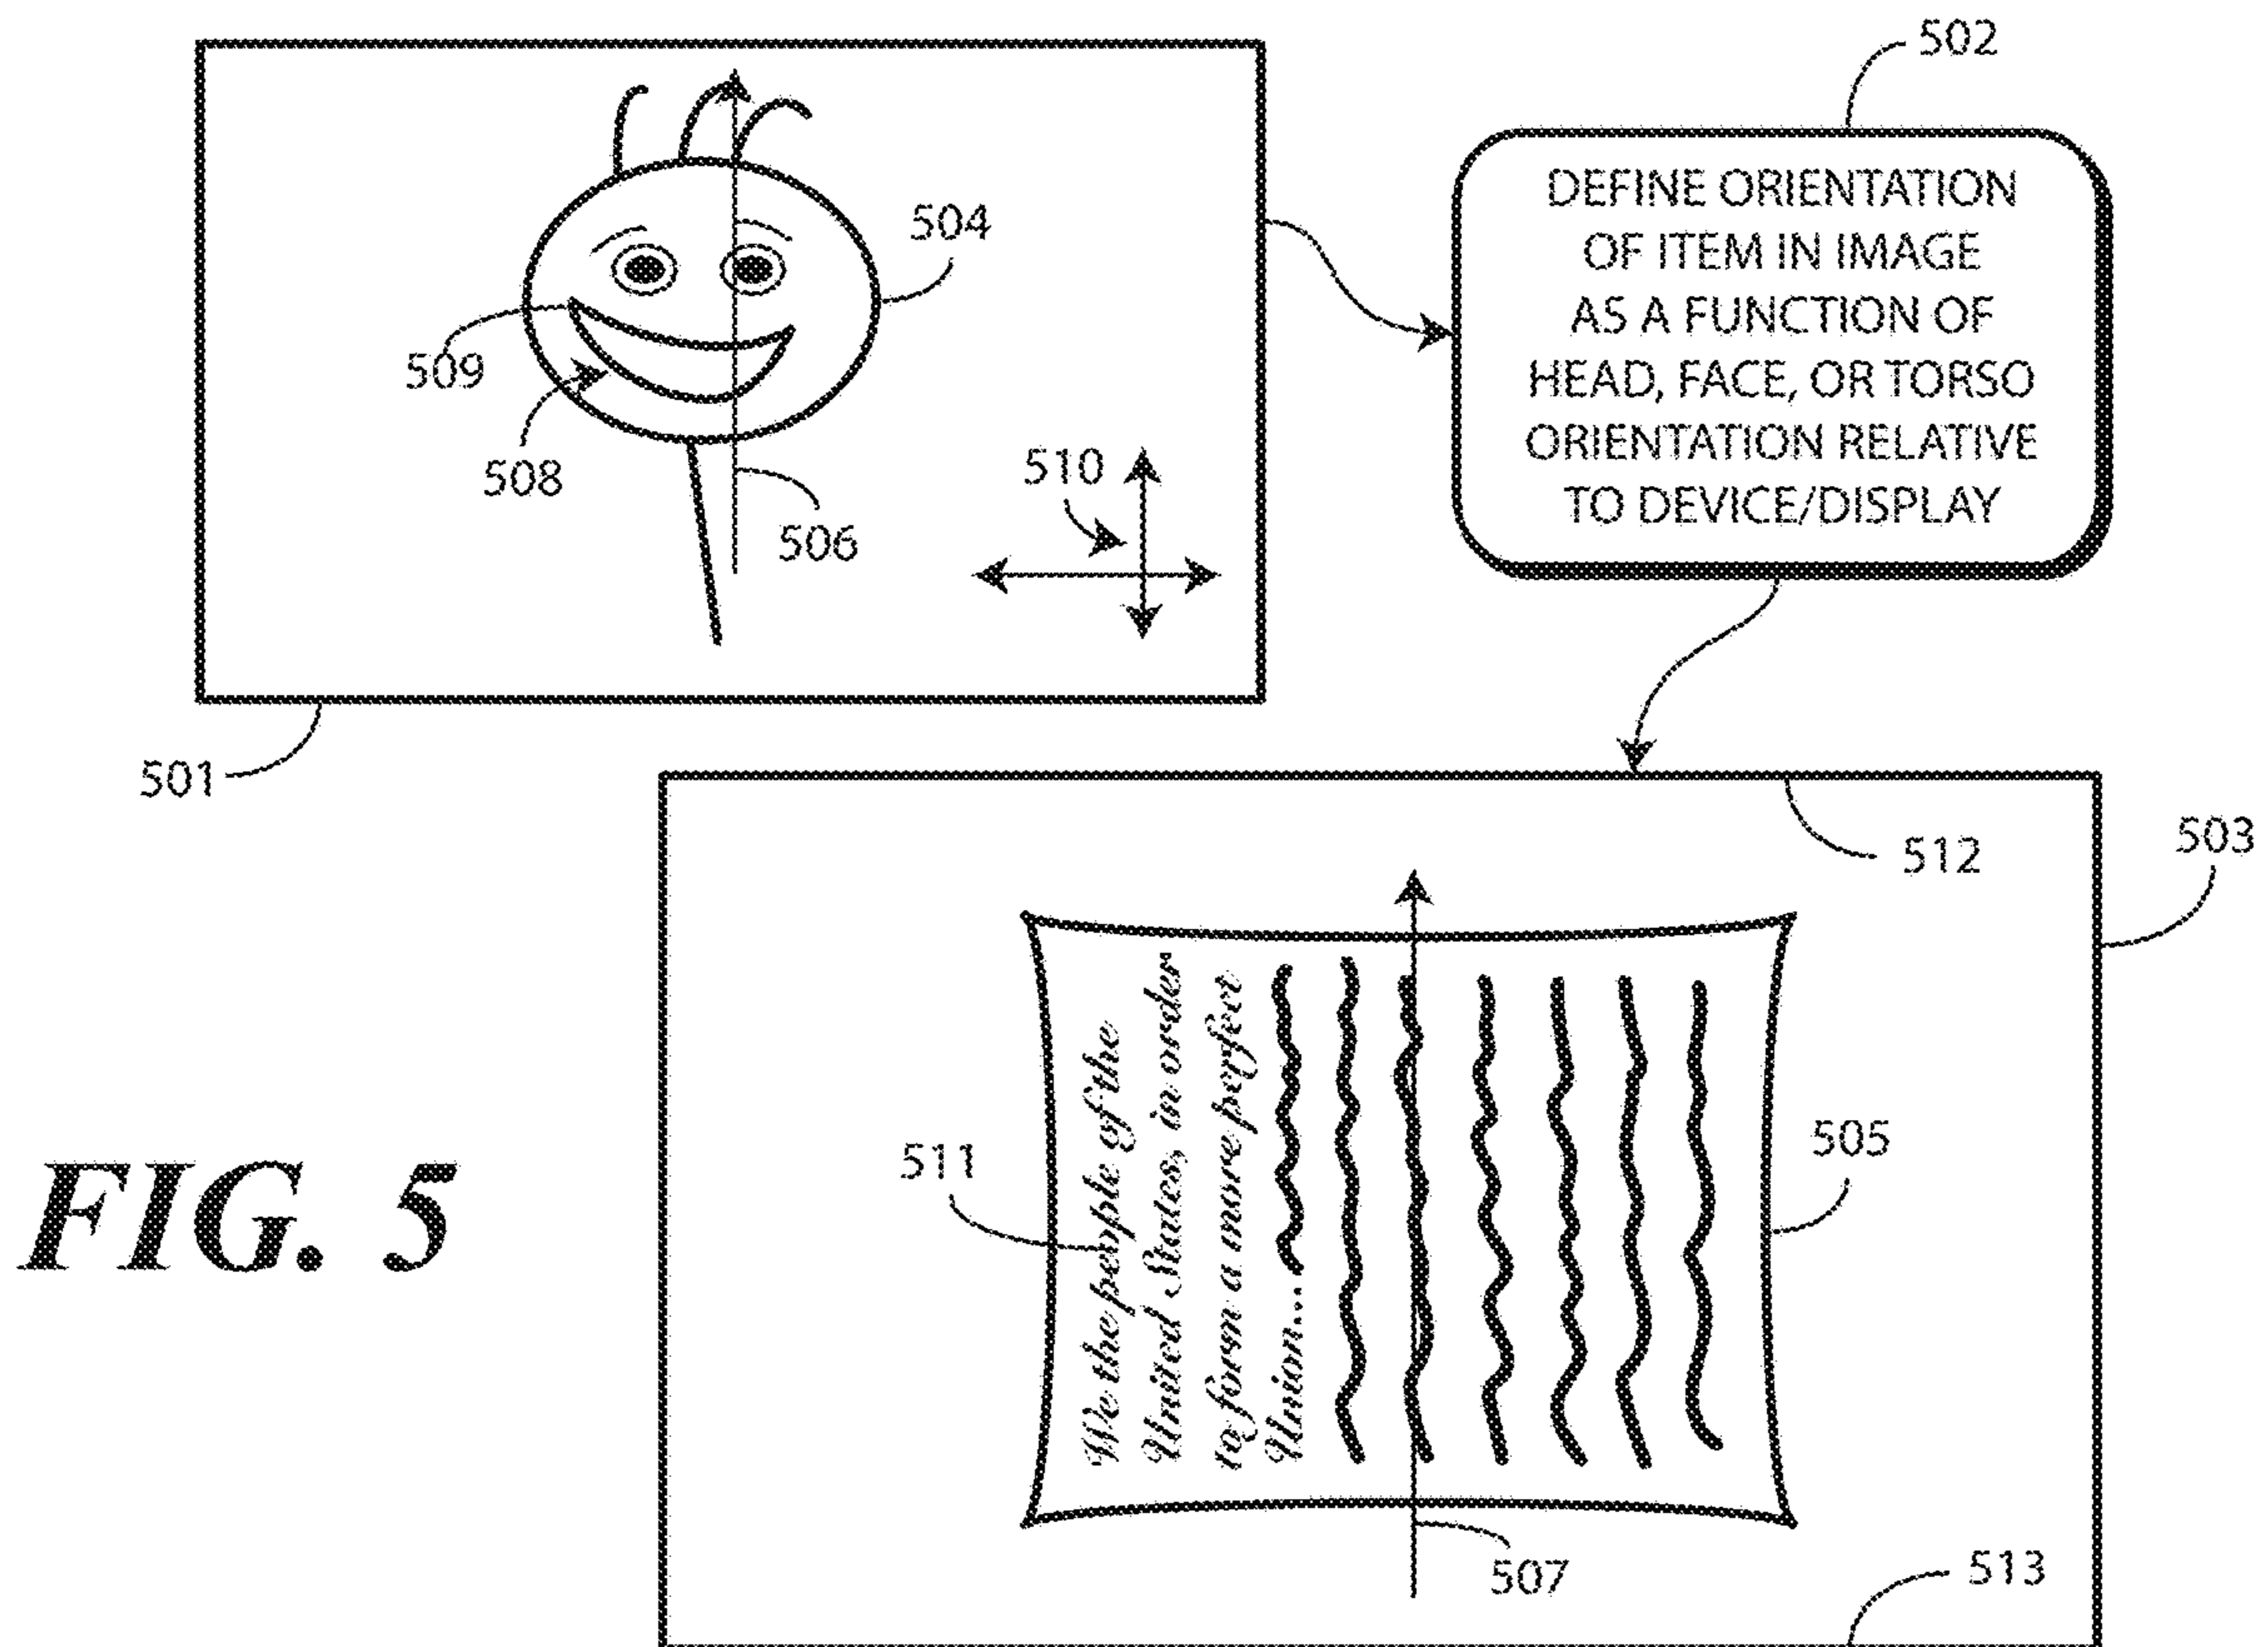 502
DEFINE ORIENTATION
OF ITEM IN IMAGE
AS A FUNCTION OF
HEAD, FACE, OR TORSO
ORIENTATION RELATIVE
TO DEVICE/DISPLAY
504
509
508
510
506
501
512
503
We the people of the
United States, in order
to form a more perfect
Union...
511
505
507
513
FIG. 5